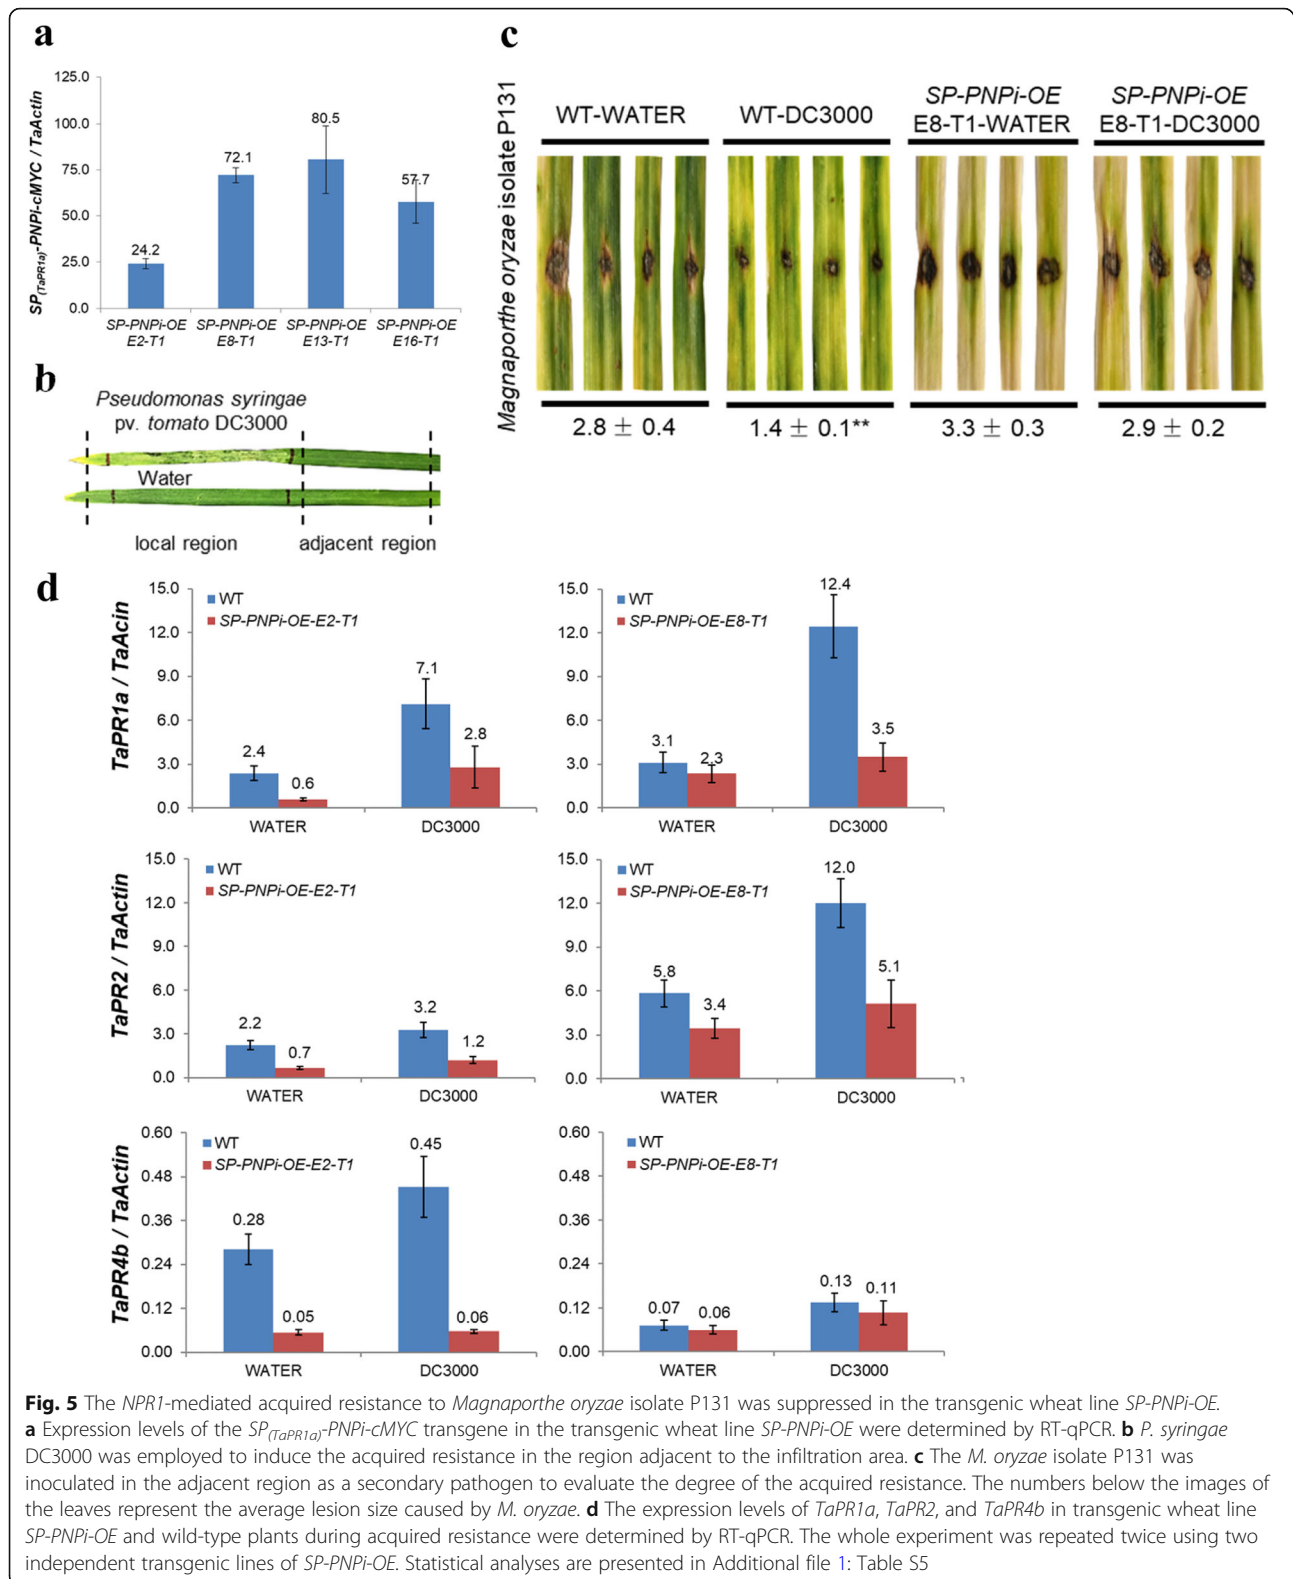 a
SP(TaPR1a)-PNPi-cMYC / TaActin
125.0
100.0
75.0
50.0
25.0
0.0
24.2
72.1
80.5
57.7
SP-PNPi-OE E2-T1
SP-PNPi-OE E8-T1
SP-PNPi-OE E13-T1
SP-PNPi-OE E16-T1
b
Pseudomonas syringae
pv. tomato DC3000
Water
local region
adjacent region
c
Magnaporthe oryzae isolate P131
WT-WATER
WT-DC3000
SP-PNPi-OE
E8-T1-WATER
SP-PNPi-OE
E8-T1-DC3000
2.8 ± 0.4
1.4 ± 0.1**
3.3 ± 0.3
2.9 ± 0.2
d
TaPR1a / TaAcin
15.0
12.0
9.0
6.0
3.0
0.0
WT
SP-PNPi-OE-E2-T1
2.4
0.6
7.1
2.8
WATER
DC3000
15.0
12.0
9.0
6.0
3.0
0.0
WT
SP-PNPi-OE-E8-T1
3.1
2.3
12.4
3.5
WATER
DC3000
TaPR2 / TaActin
15.0
12.0
9.0
6.0
3.0
0.0
WT
SP-PNPi-OE-E2-T1
2.2
0.7
3.2
1.2
WATER
DC3000
15.0
12.0
9.0
6.0
3.0
0.0
WT
SP-PNPi-OE-E8-T1
5.8
3.4
12.0
5.1
WATER
DC3000
TaPR4b / TaActin
0.60
0.48
0.36
0.24
0.12
0.00
WT
SP-PNPi-OE-E2-T1
0.28
0.05
0.45
0.06
WATER
DC3000
0.60
0.48
0.36
0.24
0.12
0.00
WT
SP-PNPi-OE-E8-T1
0.07
0.06
0.13
0.11
WATER
DC3000
Fig. 5 The NPR1-mediated acquired resistance to Magnaporthe oryzae isolate P131 was suppressed in the transgenic wheat line SP-PNPi-OE.
a Expression levels of the SP(TaPR1a)-PNPi-cMYC transgene in the transgenic wheat line SP-PNPi-OE were determined by RT-qPCR. b P. syringae
DC3000 was employed to induce the acquired resistance in the region adjacent to the infiltration area. c The M. oryzae isolate P131 was
inoculated in the adjacent region as a secondary pathogen to evaluate the degree of the acquired resistance. The numbers below the images of
the leaves represent the average lesion size caused by M. oryzae. d The expression levels of TaPR1a, TaPR2, and TaPR4b in transgenic wheat line
SP-PNPi-OE and wild-type plants during acquired resistance were determined by RT-qPCR. The whole experiment was repeated twice using two
independent transgenic lines of SP-PNPi-OE. Statistical analyses are presented in Additional file 1: Table S5